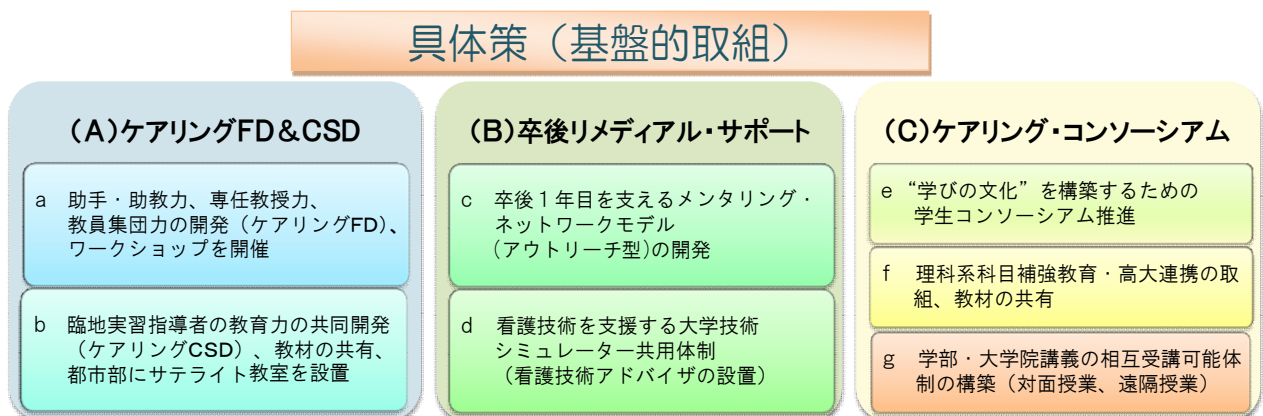 具体策（基盤的取組）
（A）ケアリングFD＆CSD
a　助手・助教力、専任教授力、
教員集団力の開発（ケアリングFD）、
ワークショップを開催
b　臨地実習指導者の教育力の共同開発
（ケアリングCSD）、教材の共有、
都市部にサテライト教室を設置
（B）卒後リメディアル・サポート
c　卒後１年目を支えるメンタリング・
ネットワークモデル
（アウトリーチ型）の開発
d　看護技術を支援する大学技術
シミュレーター共用体制
（看護技術アドバイザの設置）
（C）ケアリング・コンソーシアム
e “学びの文化”を構築するための
学生コンソーシアム推進
f　理科系科目補強教育・高大連携の取
組、教材の共有
g　学部・大学院講義の相互受講可能体
制の構築（対面授業、遠隔授業）